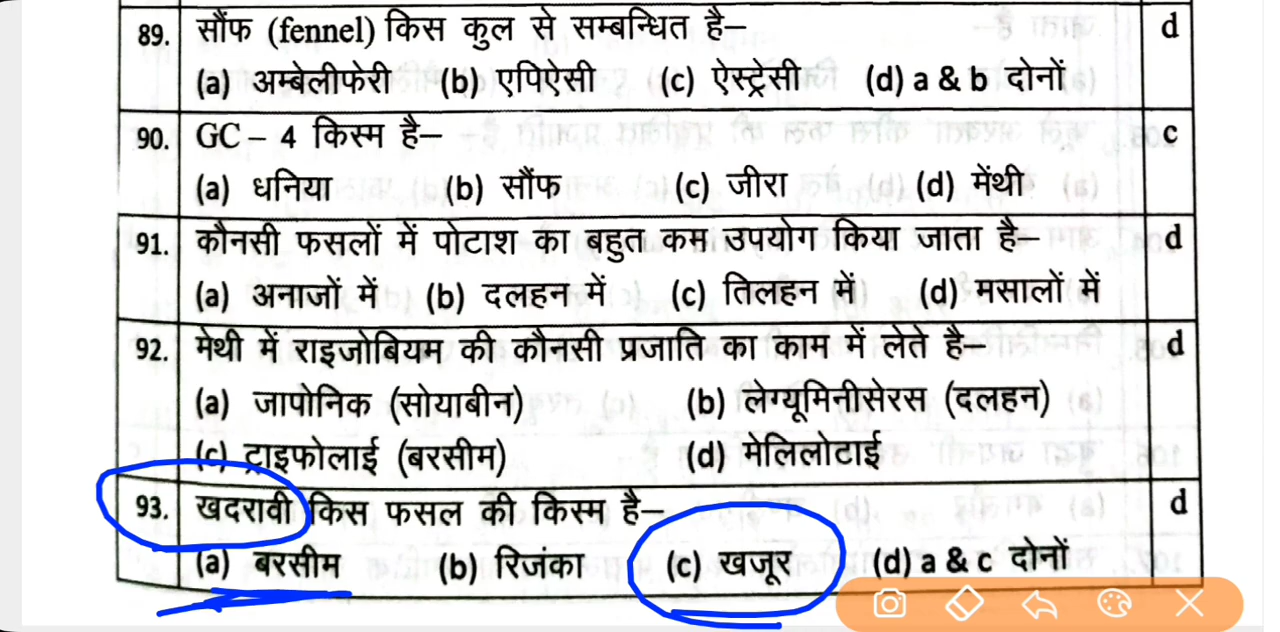 89. सौंफ (fennel) किस कुल से सम्बन्धित है– d
(a) अम्बेलीफेरी (b) एपिऐसी (c) ऐस्ट्रेसी (d) a & b दोनों
90. GC – 4 किस्म है– c
(a) धनिया (b) सौंफ (c) जीरा (d) मेंथी
91. कौनसी फसलों में पोटाश का बहुत कम उपयोग किया जाता है– d
(a) अनाजों में (b) दलहन में (c) तिलहन में (d) मसालों में
92. मेथी में राइजोबियम की कौनसी प्रजाति का काम में लेते है– d
(a) जापोनिक (सोयाबीन) (b) लेग्यूमिनीसेरस (दलहन)
(c) ट्राइफोलाई (बरसीम) (d) मेलिलोटाई
93. खदरावी किस फसल की किस्म है– d
(a) बरसीम (b) रिजंका (c) खजूर (d) a & c दोनों